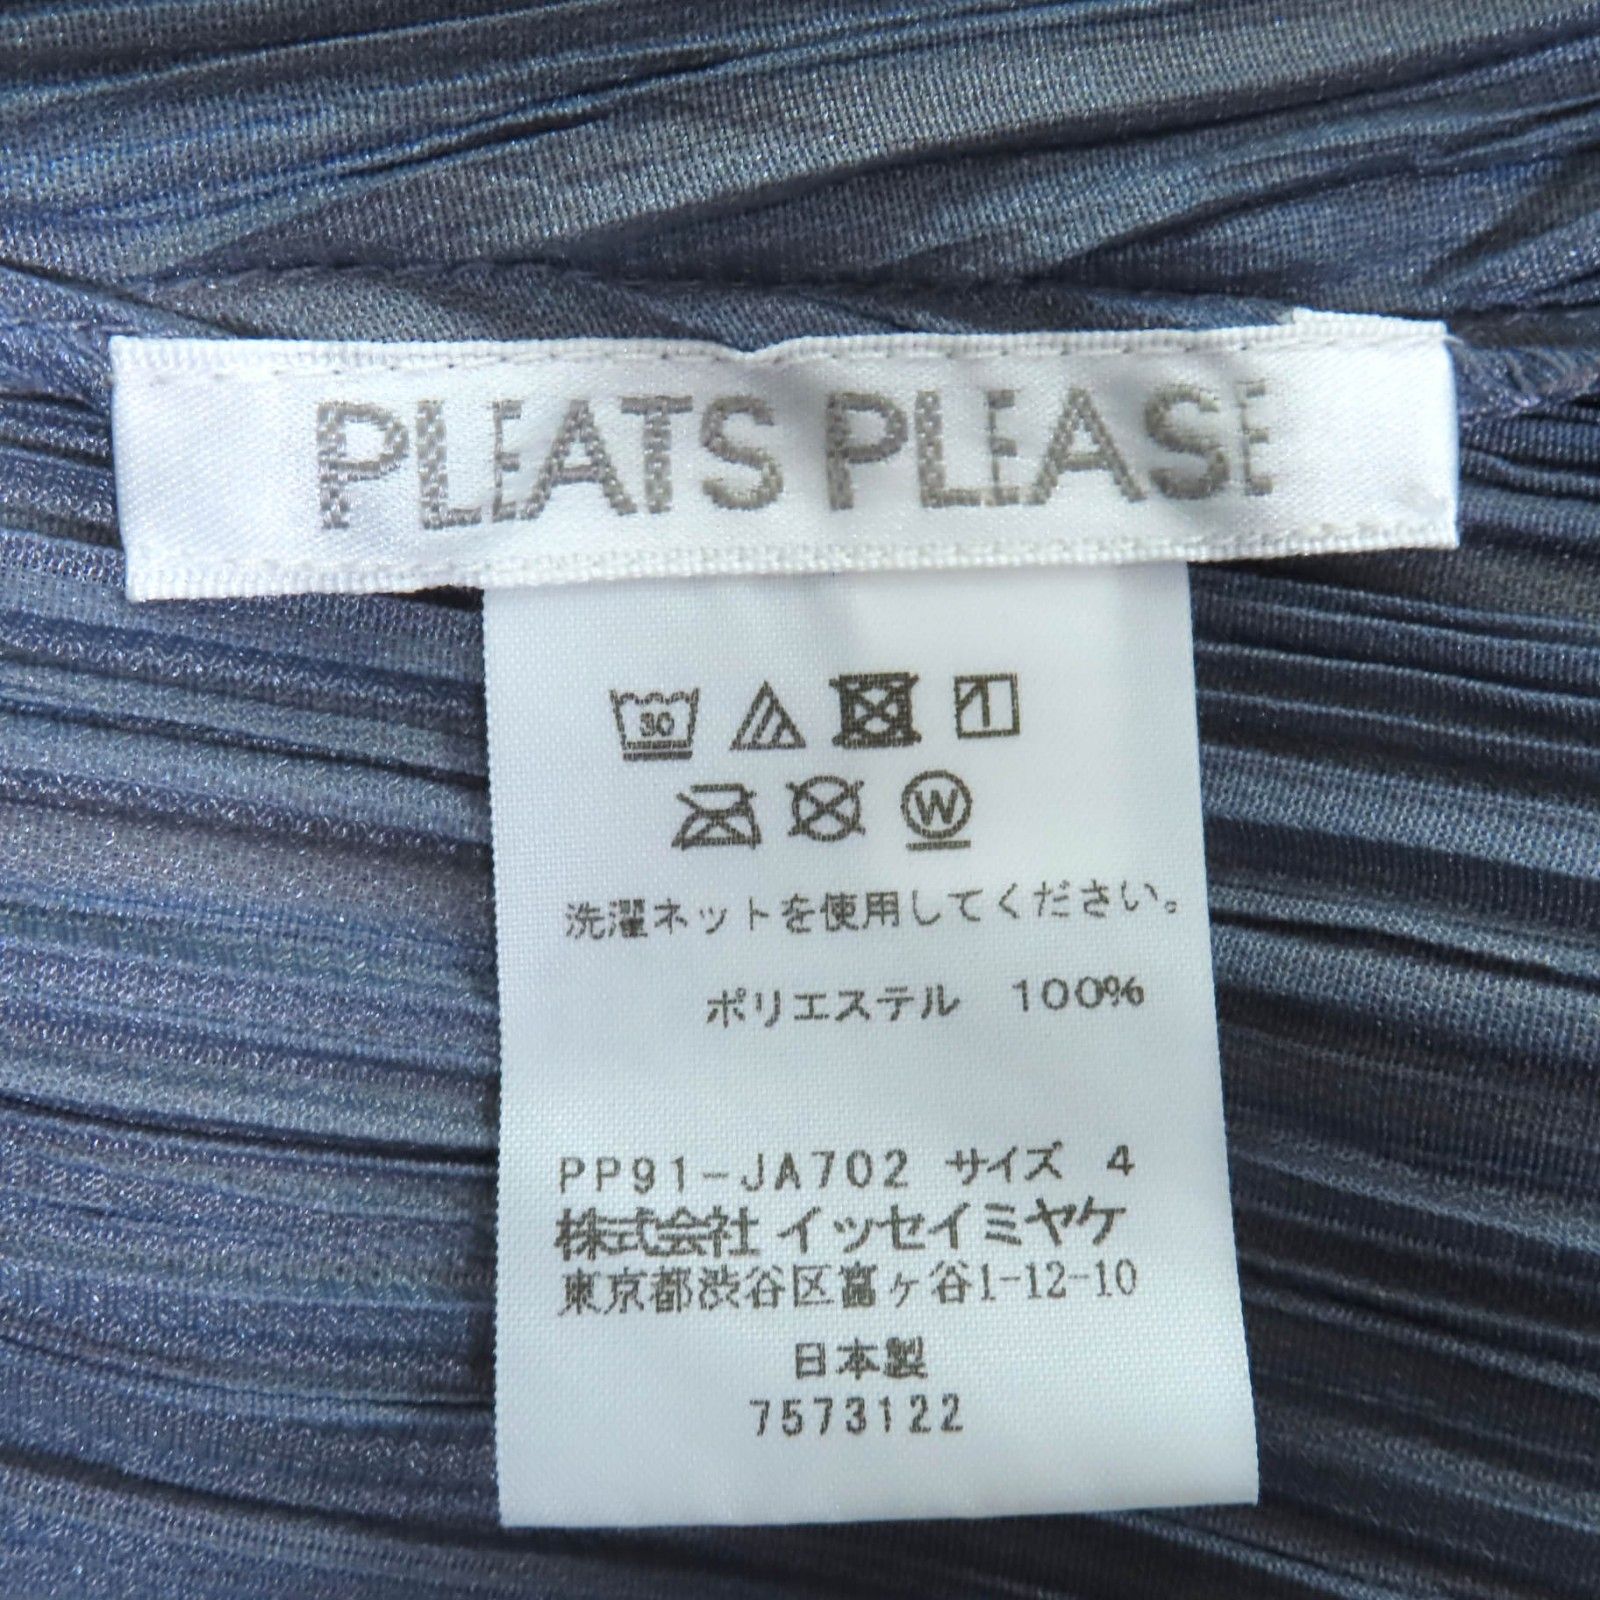 PLEATS PLEASE
30
W
洗濯ネットを使用してください。
ポリエステル 100%
PP91-JA702 サイズ 4
株式会社 イッセイミヤケ
東京都渋谷区富ヶ谷1-12-10
日本製
7573122